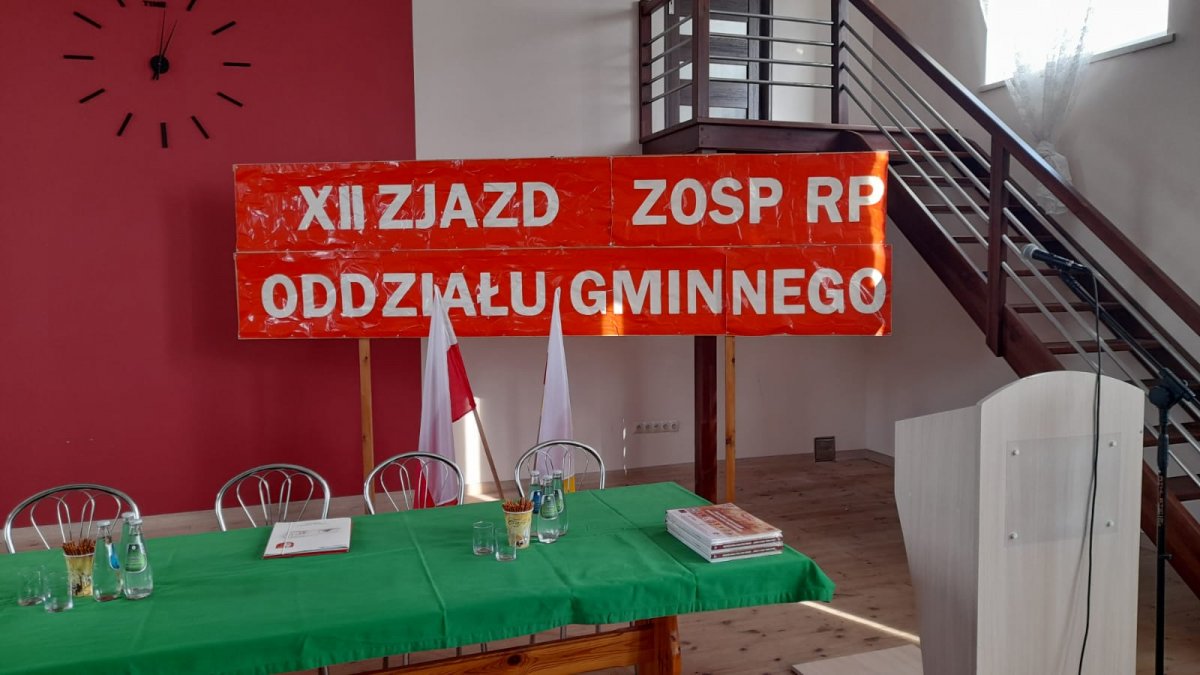 XII ZJAZD ZOSP RP
ODDZIAŁU GMINNEGO